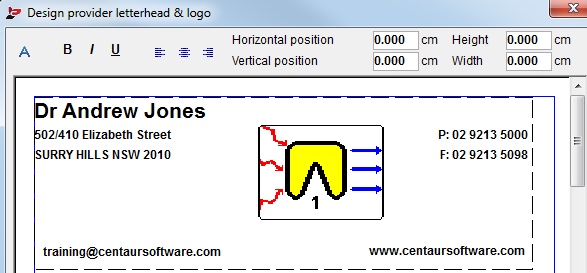 Design provider letterhead & logo
A B I U Horizontal position 0.000 cm Height 0.000 cm
Vertical position 0.000 cm Width 0.000 cm
Dr Andrew Jones
502/410 Elizabeth Street P: 02 9213 5000
SURRY HILLS NSW 2010 F: 02 9213 5098
1
training@centaursoftware.com www.centaursoftware.com